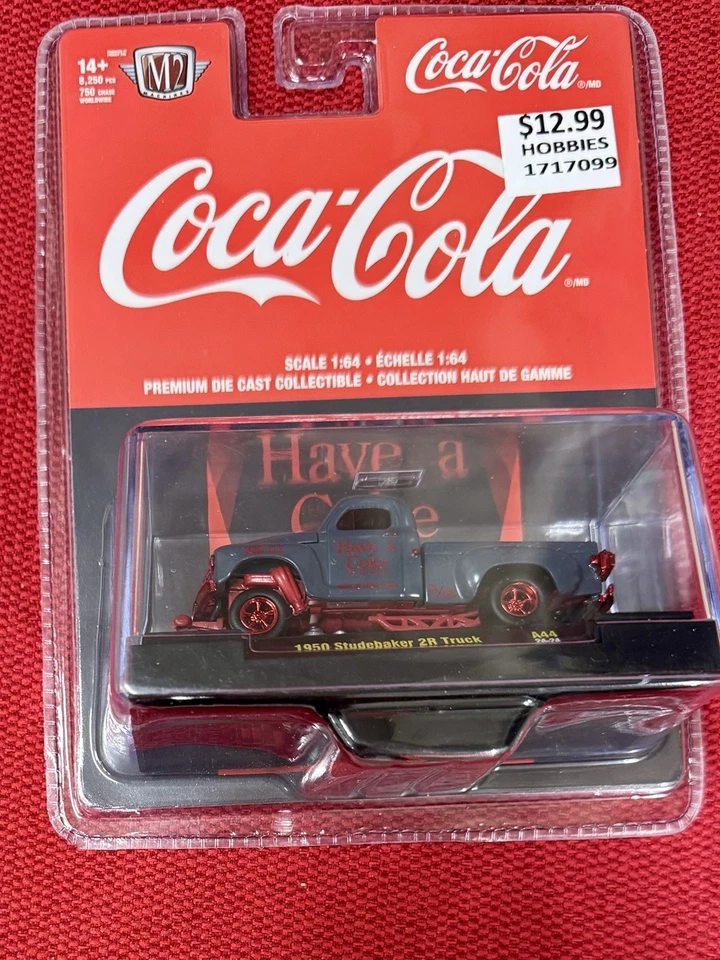 14+
8,250 PCS
750 CHASE
WORLDWIDE
M2
MACHINES
Coca-Cola
®/MD
$12.99
HOBBIES
1717099
Coca-Cola
®/MD
SCALE 1:64 • ÉCHELLE 1:64
PREMIUM DIE CAST COLLECTIBLE • COLLECTION HAUT DE GAMME
Have a
Have a
Coke
1950 Studebaker 2R Truck
A44